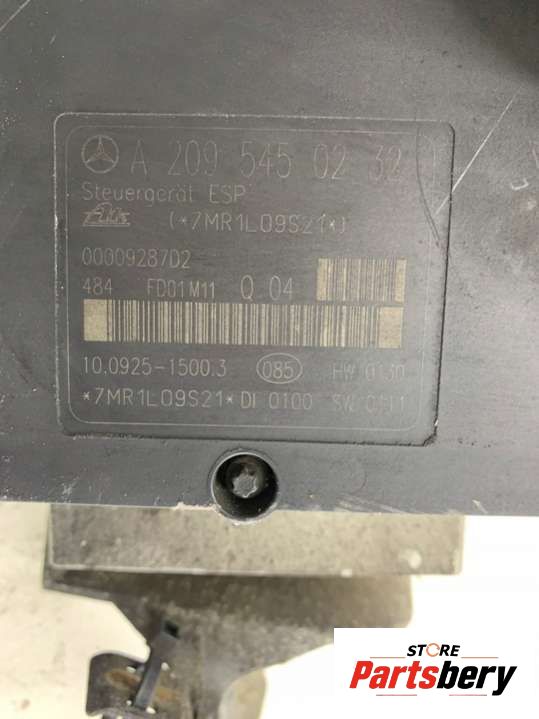 A 209 545 02 32
Steuergerät ESP
Ate (*7MR1L09S21*)
00009287D2
484 FD01M11 Q 04
10.0925-1500.3 085 HW 0130
*7MR1L09S21* DI 0100 SW 0111
STORE
Partsbery